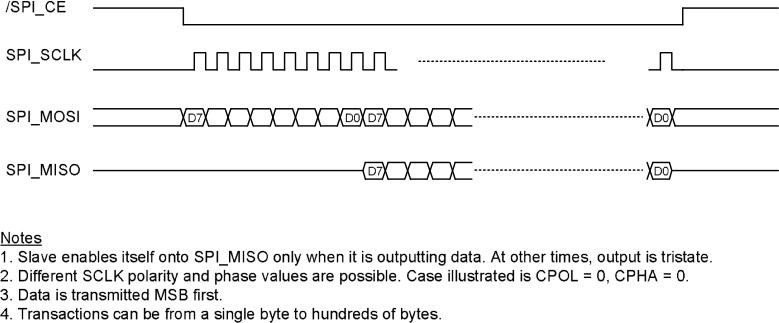 /SPI_CE
SPI_SCLK
SPI_MOSI D7 D0 D7 D0
SPI_MISO D7 D0
Notes
1. Slave enables itself onto SPI_MISO only when it is outputting data. At other times, output is tristate.
2. Different SCLK polarity and phase values are possible. Case illustrated is CPOL = 0, CPHA = 0.
3. Data is transmitted MSB first.
4. Transactions can be from a single byte to hundreds of bytes.